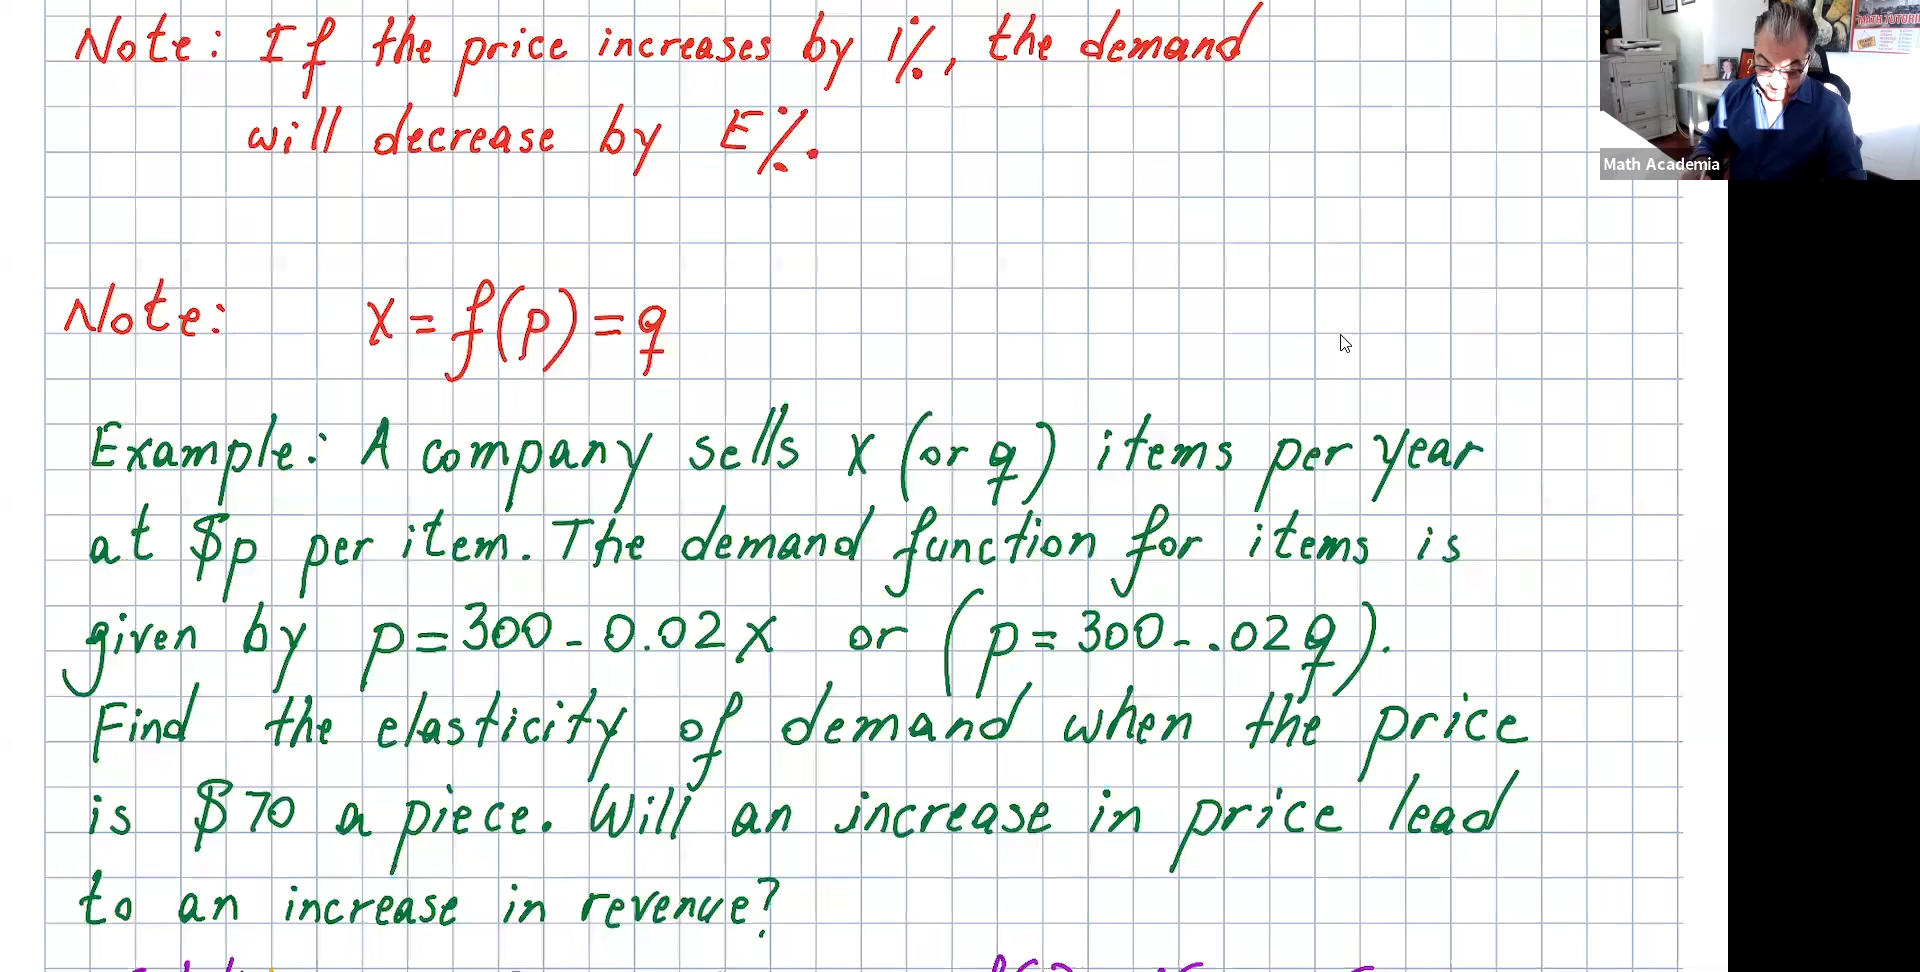 Note: If the price increases by 1%, the demand
will decrease by E%.
Math Academia
Note: x = f(p) = q
Example: A company sells x (or q) items per year
at $p per item. The demand function for items is
given by p = 300 - 0.02x or (p = 300 - .02q).
Find the elasticity of demand when the price
is $70 a piece. Will an increase in price lead
to an increase in revenue?